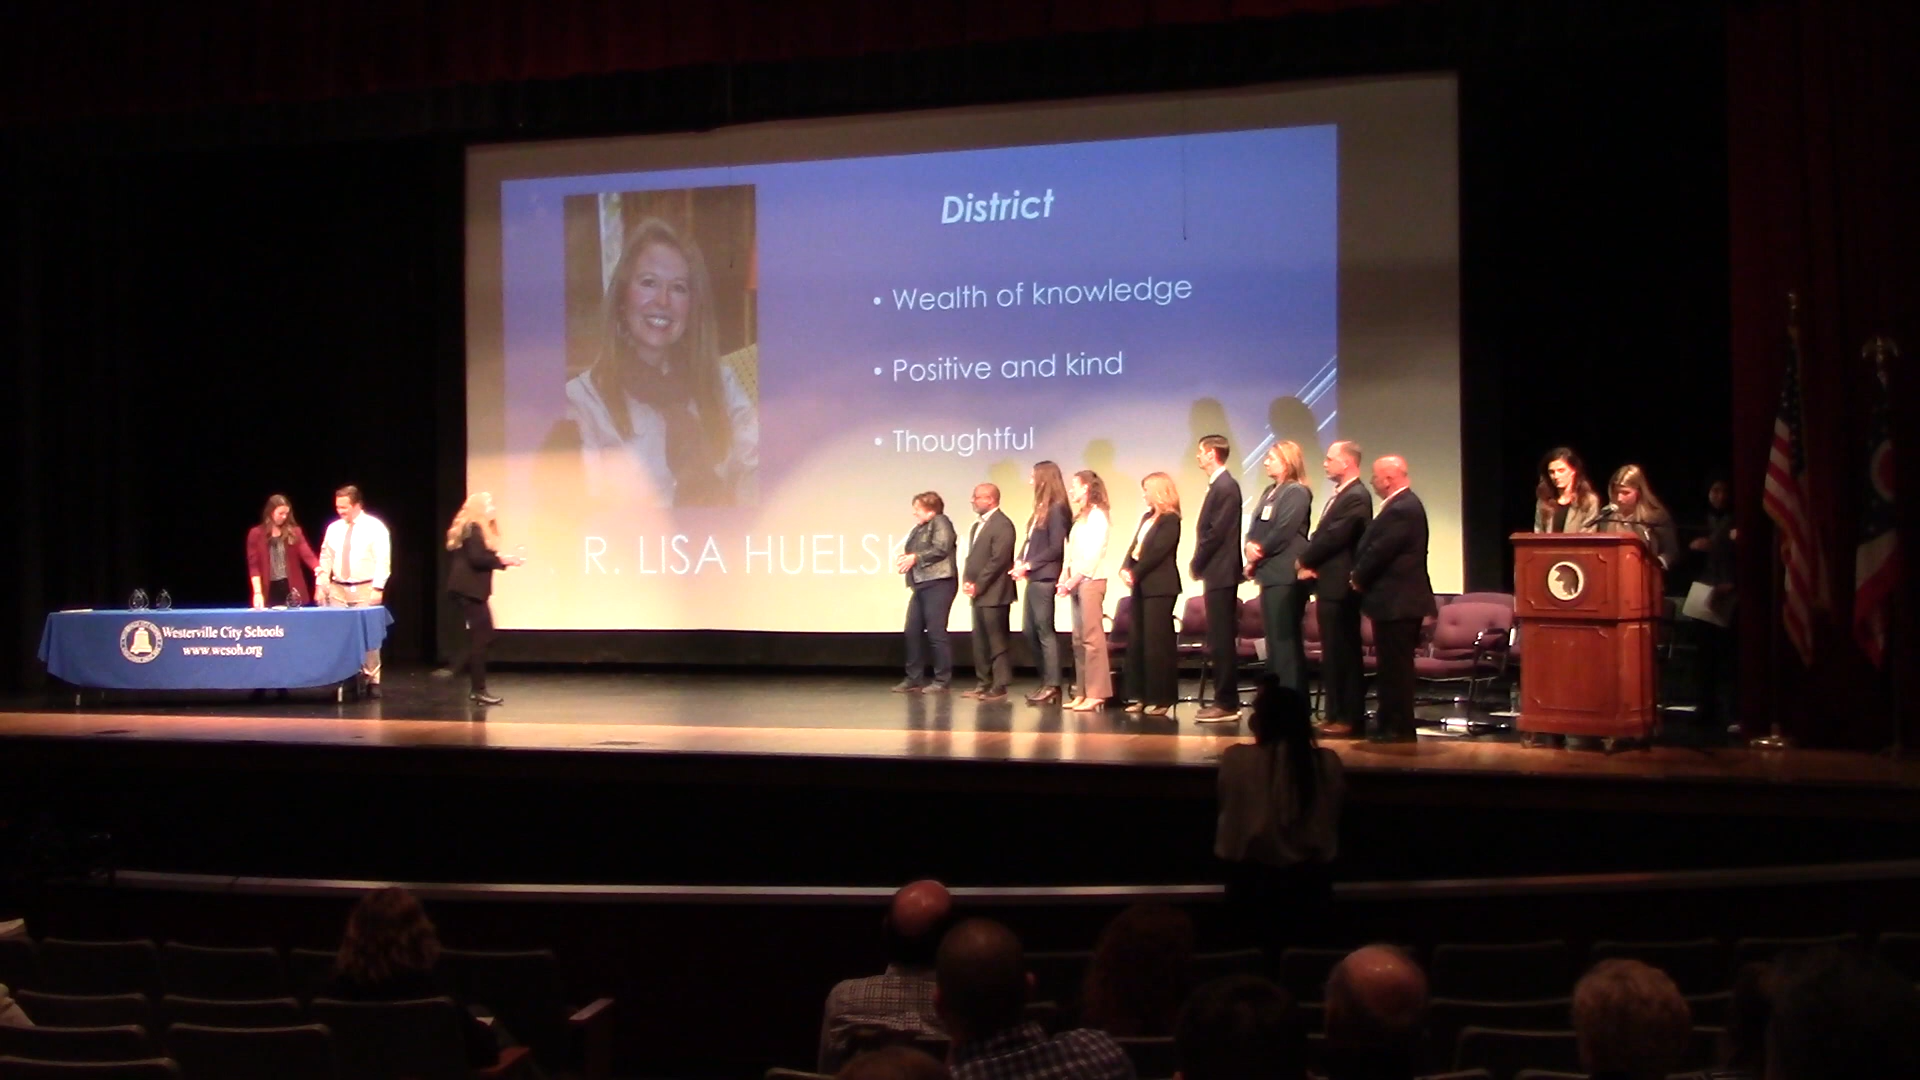 District
• Wealth of knowledge
• Positive and kind
• Thoughtful
R. LISA HUELSK
Westerville City Schools
www.wcsoh.org